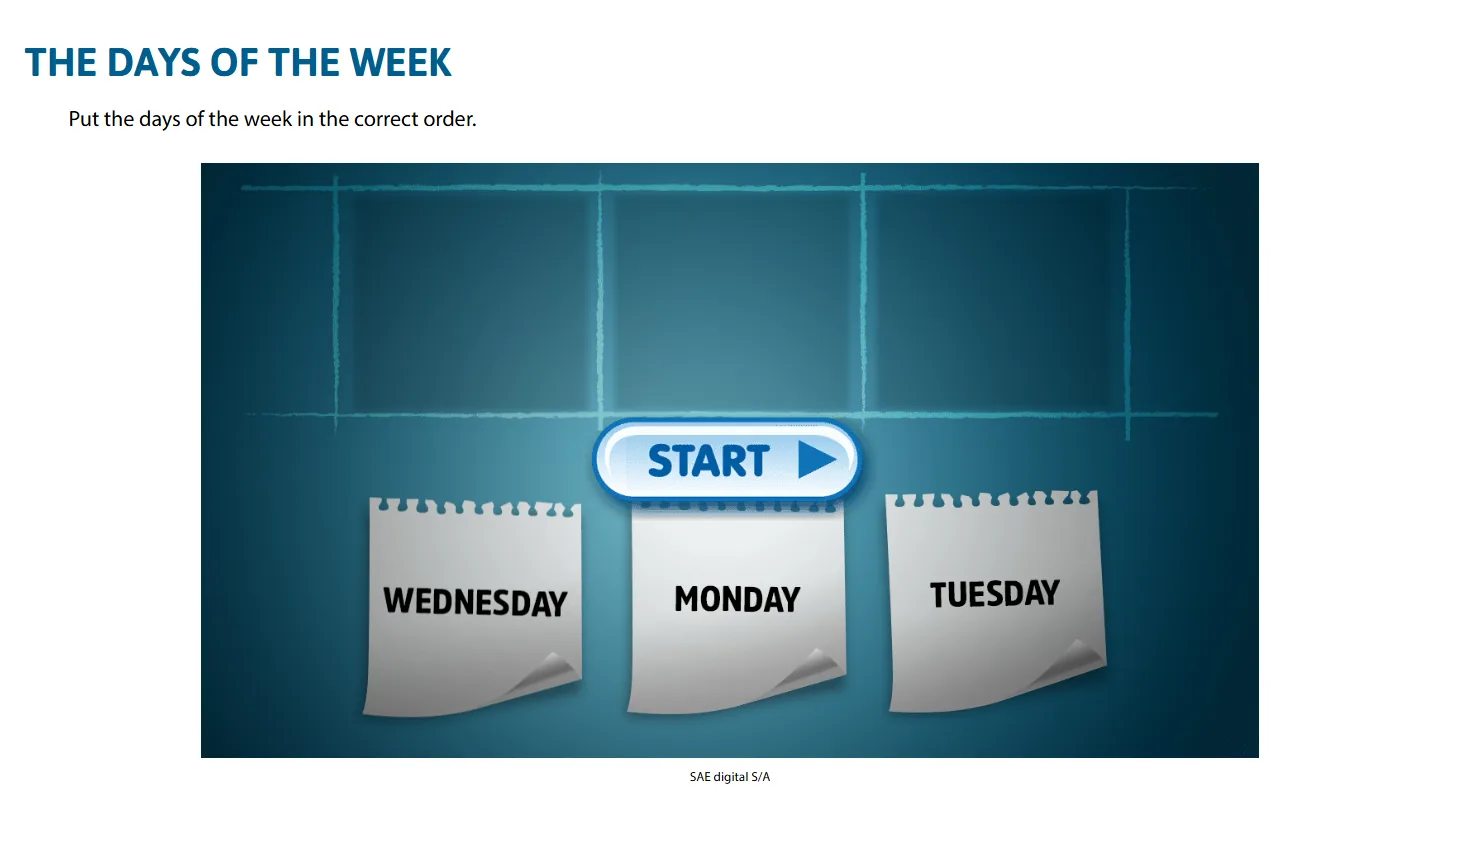 THE DAYS OF THE WEEK
Put the days of the week in the correct order.
START
WEDNESDAY
MONDAY
TUESDAY
SAE digital S/A